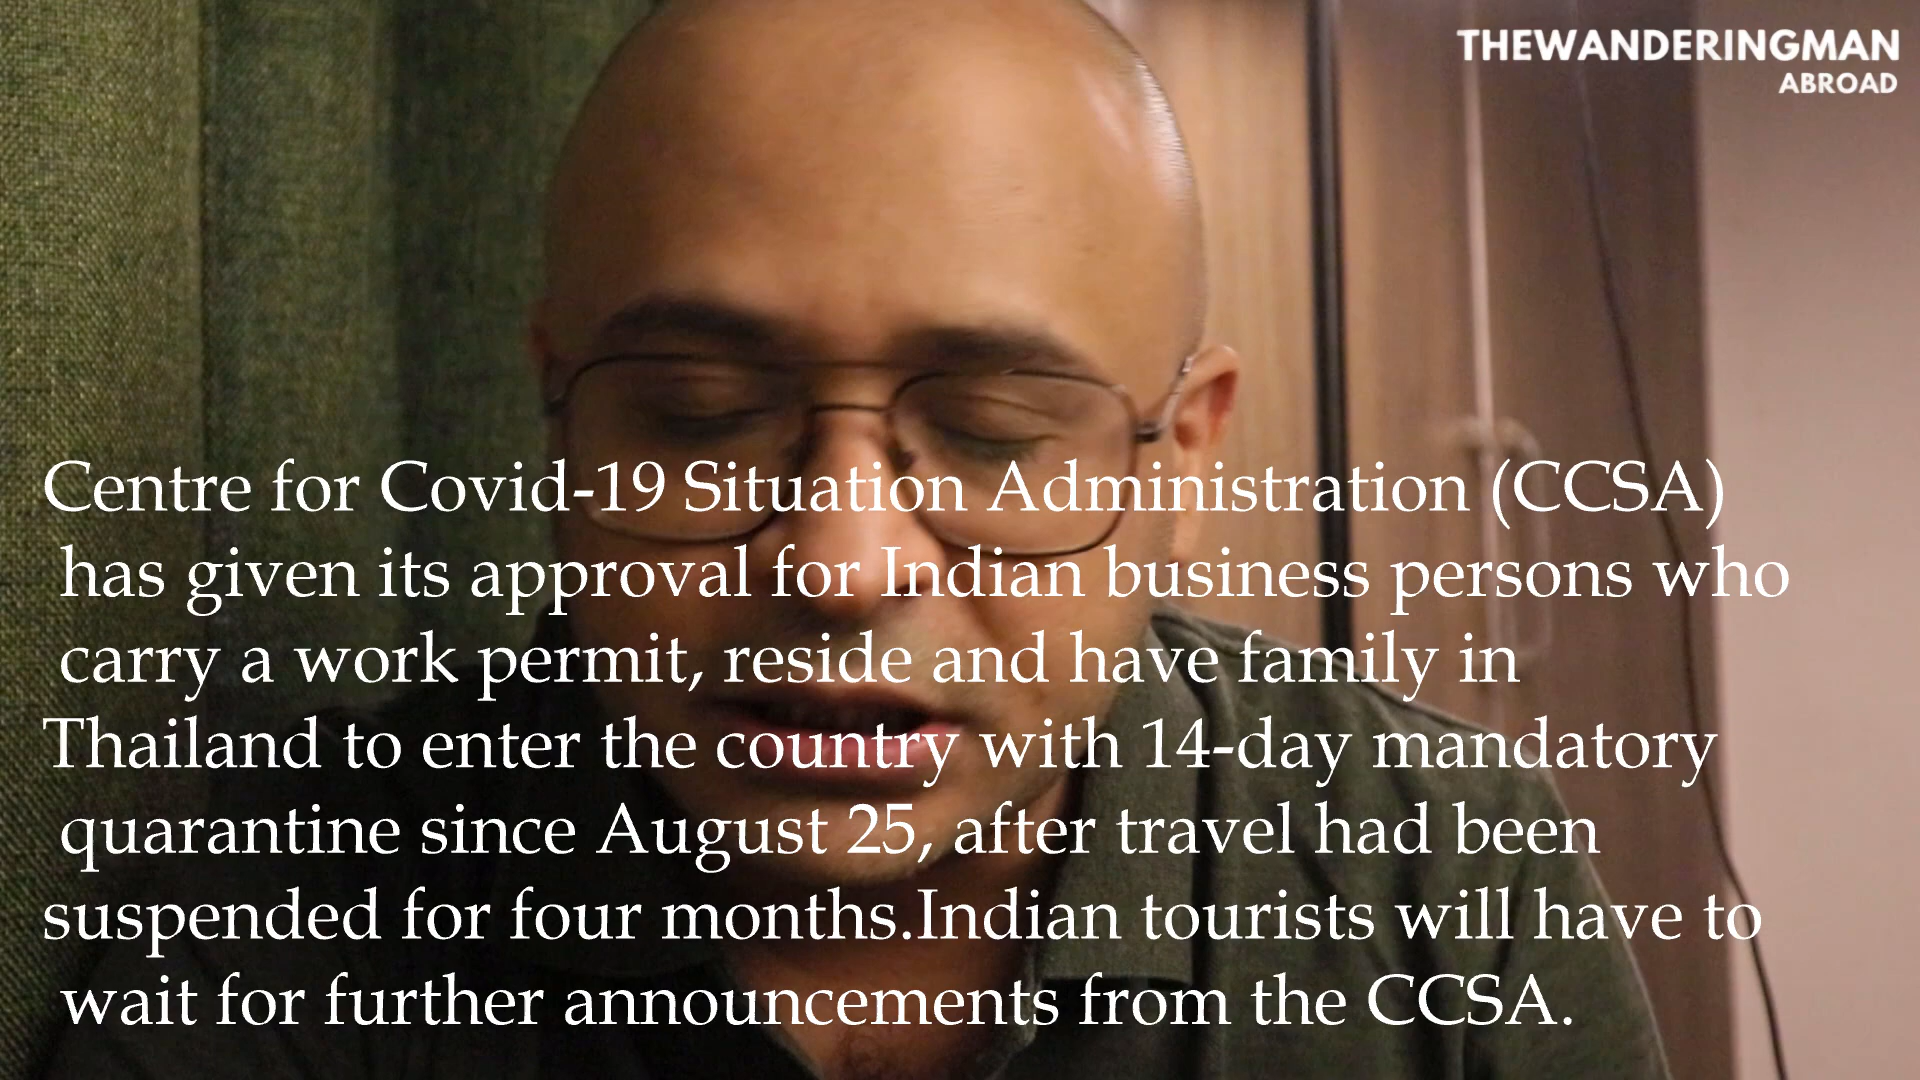 THEWANDERINGMAN
ABROAD
Centre for Covid-19 Situation Administration (CCSA)
has given its approval for Indian business persons who
carry a work permit, reside and have family in
Thailand to enter the country with 14-day mandatory
quarantine since August 25, after travel had been
suspended for four months.Indian tourists will have to
wait for further announcements from the CCSA.